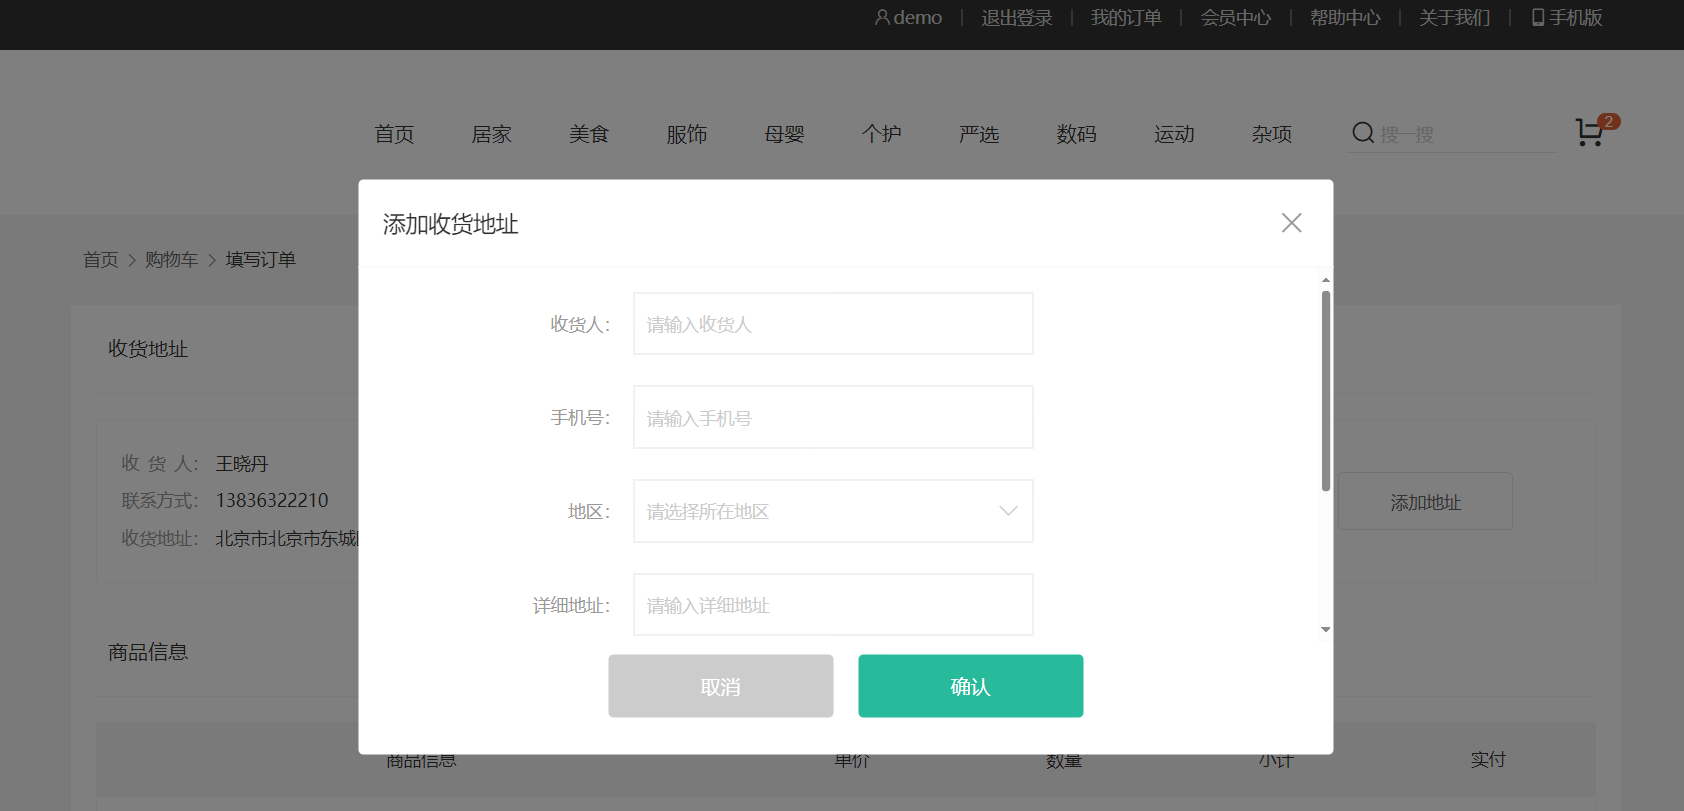 demo | 退出登录 | 我的订单 | 会员中心 | 帮助中心 | 关于我们 | 手机版
首页 居家 美食 服饰 母婴 个护 严选 数码 运动 杂项 搜一搜 2
添加收货地址
首页 > 购物车 > 填写订单
收货人： 请输入收货人
收货地址
手机号： 请输入手机号
收 货 人： 王晓丹
联系方式： 13836322210
添加地址
地区： 请选择所在地区
收货地址： 北京市北京市东城
详细地址： 请输入详细地址
商品信息
取消 确认
商品信息 单价 数量 小计 实付